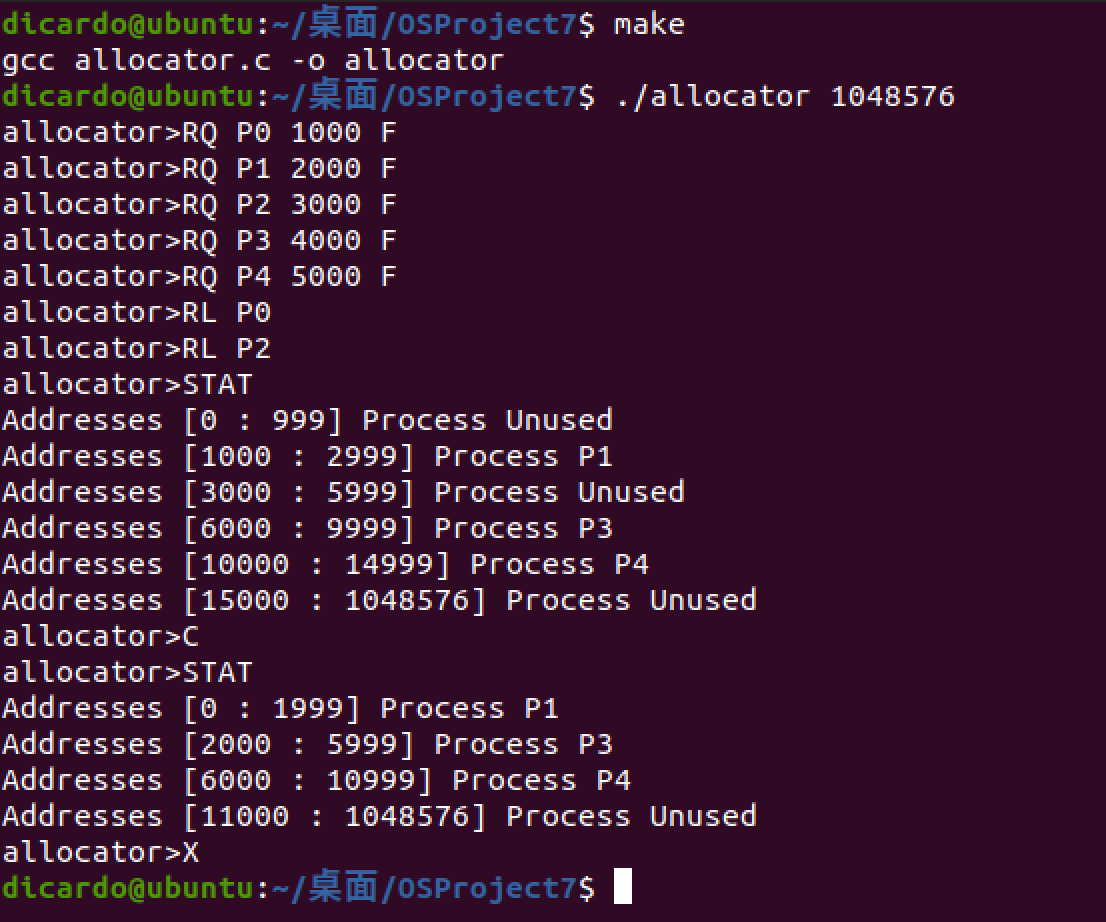 dicardo@ubuntu:~/桌面/OSProject7$ make
gcc allocator.c -o allocator
dicardo@ubuntu:~/桌面/OSProject7$ ./allocator 1048576
allocator>RQ P0 1000 F
allocator>RQ P1 2000 F
allocator>RQ P2 3000 F
allocator>RQ P3 4000 F
allocator>RQ P4 5000 F
allocator>RL P0
allocator>RL P2
allocator>STAT
Addresses [0 : 999] Process Unused
Addresses [1000 : 2999] Process P1
Addresses [3000 : 5999] Process Unused
Addresses [6000 : 9999] Process P3
Addresses [10000 : 14999] Process P4
Addresses [15000 : 1048576] Process Unused
allocator>C
allocator>STAT
Addresses [0 : 1999] Process P1
Addresses [2000 : 5999] Process P3
Addresses [6000 : 10999] Process P4
Addresses [11000 : 1048576] Process Unused
allocator>X
dicardo@ubuntu:~/桌面/OSProject7$